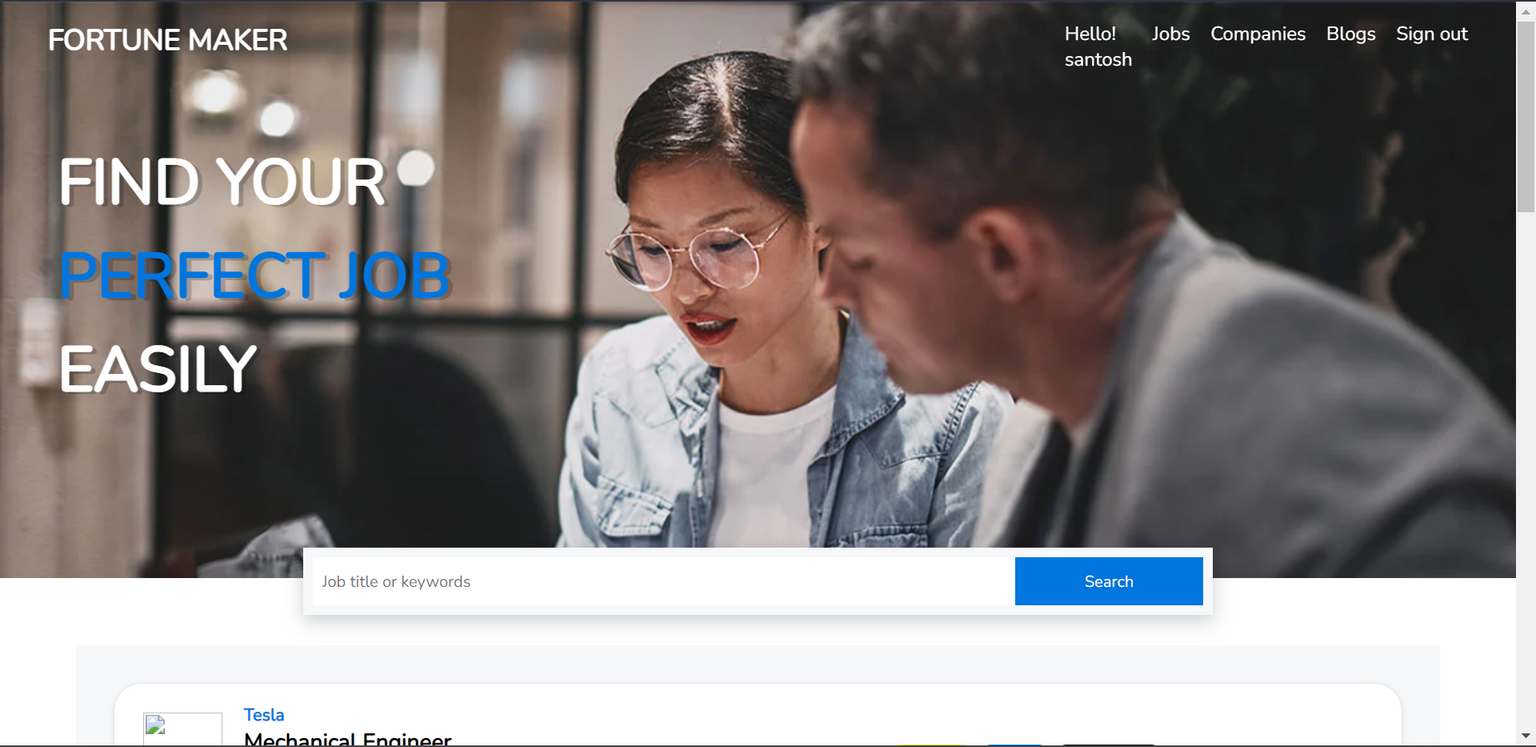 FORTUNE MAKER
Hello! Jobs Companies Blogs Sign out
santosh
FIND YOUR
PERFECT JOB
EASILY
Job title or keywords Search
Tesla
Mechanical Engineer